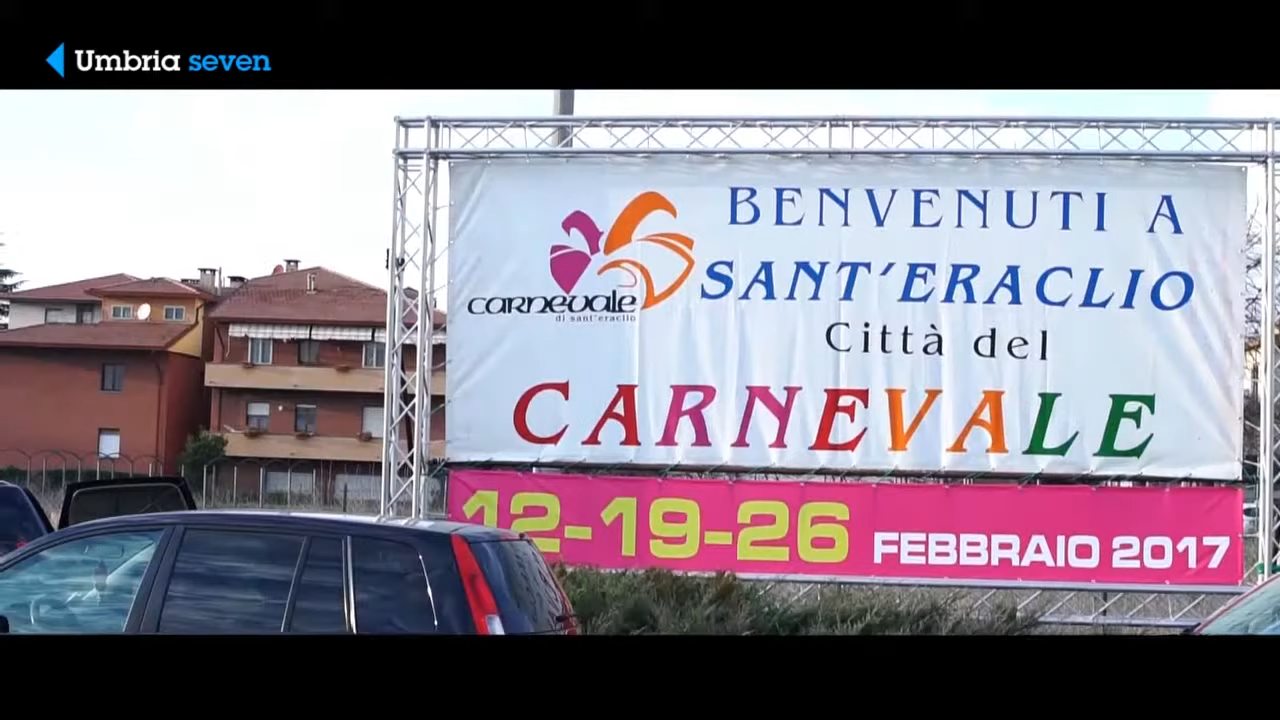 Umbria seven
BENVENUTI A
SANT'ERACLIO
carnevale
di sant'eraclio
Città del
CARNEVALE
12-19-26 FEBBRAIO 2017